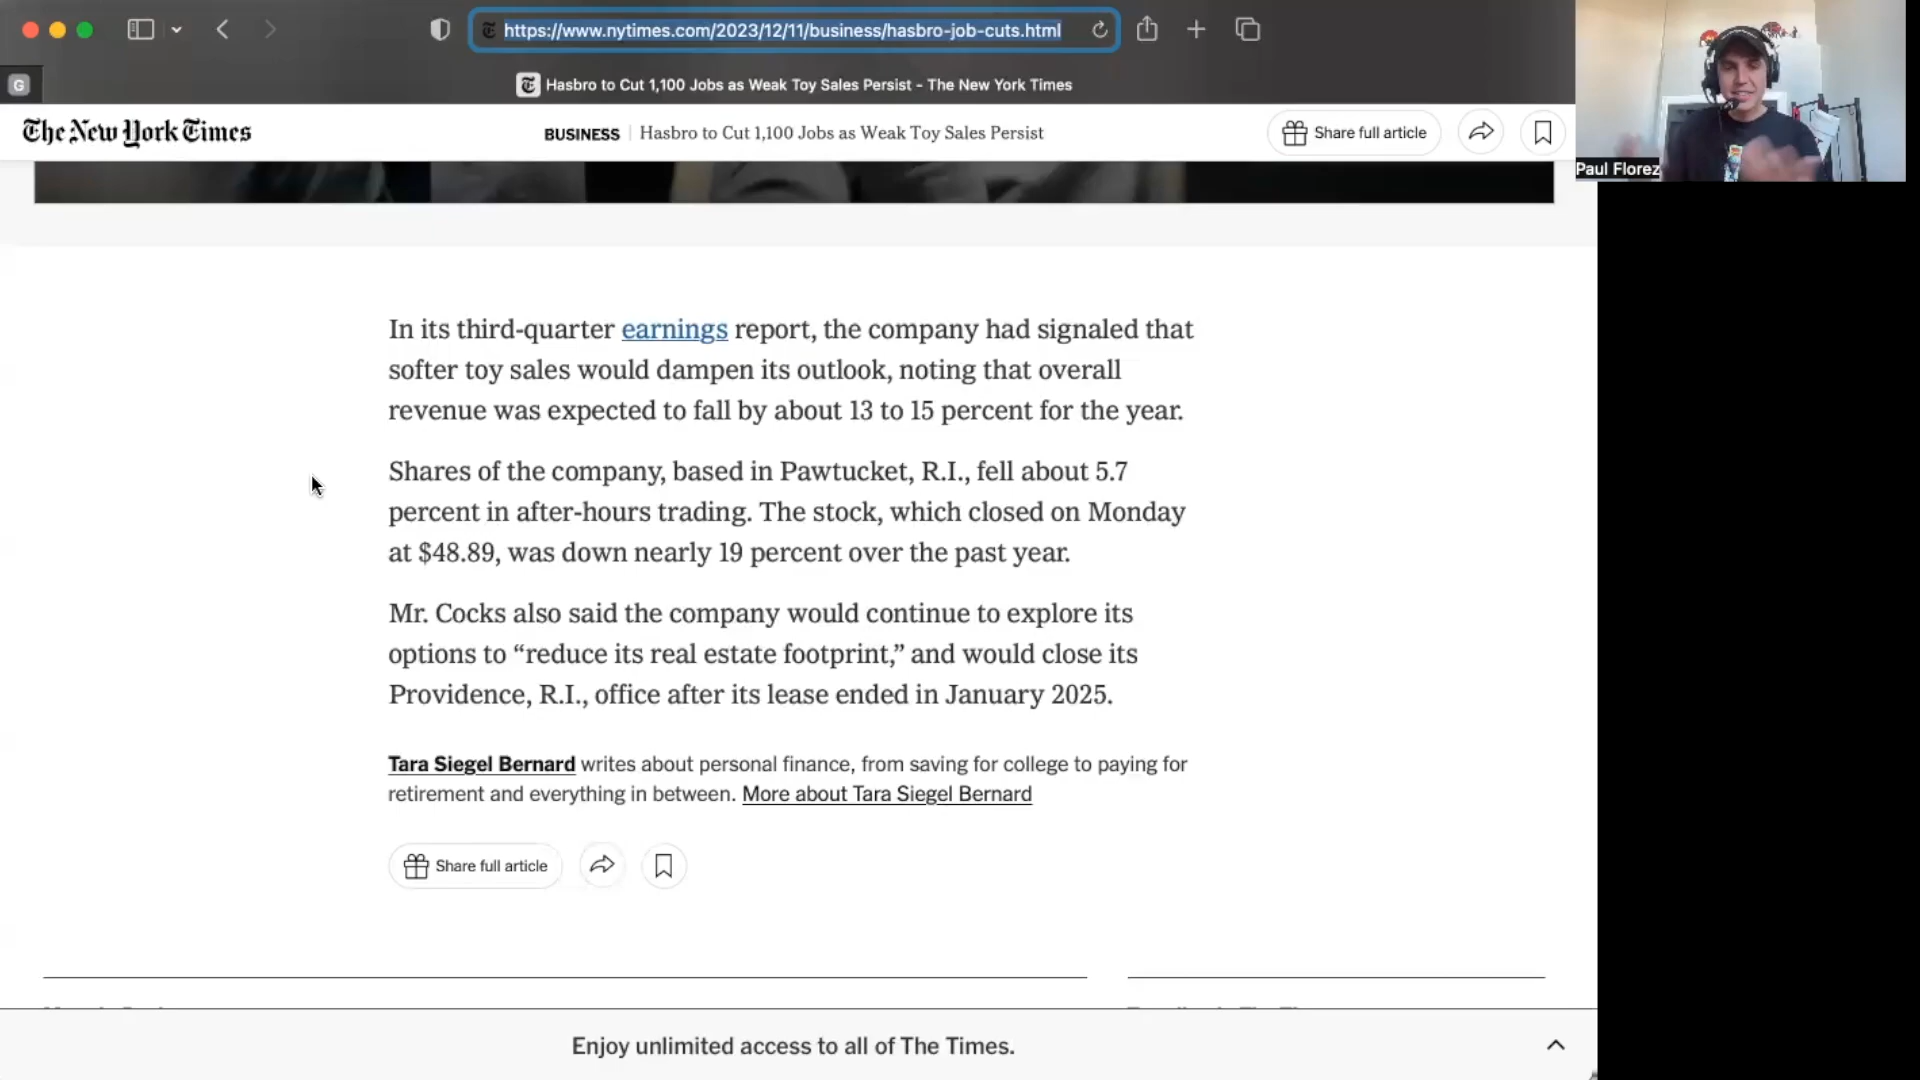 https://www.nytimes.com/2023/12/11/business/hasbro-job-cuts.html
G
Hasbro to Cut 1,100 Jobs as Weak Toy Sales Persist - The New York Times
The New York Times
BUSINESS | Hasbro to Cut 1,100 Jobs as Weak Toy Sales Persist
Share full article
Paul Florez
In its third-quarter earnings report, the company had signaled that
softer toy sales would dampen its outlook, noting that overall
revenue was expected to fall by about 13 to 15 percent for the year.
Shares of the company, based in Pawtucket, R.I., fell about 5.7
percent in after-hours trading. The stock, which closed on Monday
at $48.89, was down nearly 19 percent over the past year.
Mr. Cocks also said the company would continue to explore its
options to “reduce its real estate footprint,” and would close its
Providence, R.I., office after its lease ended in January 2025.
Tara Siegel Bernard writes about personal finance, from saving for college to paying for
retirement and everything in between. More about Tara Siegel Bernard
Share full article
Enjoy unlimited access to all of The Times.